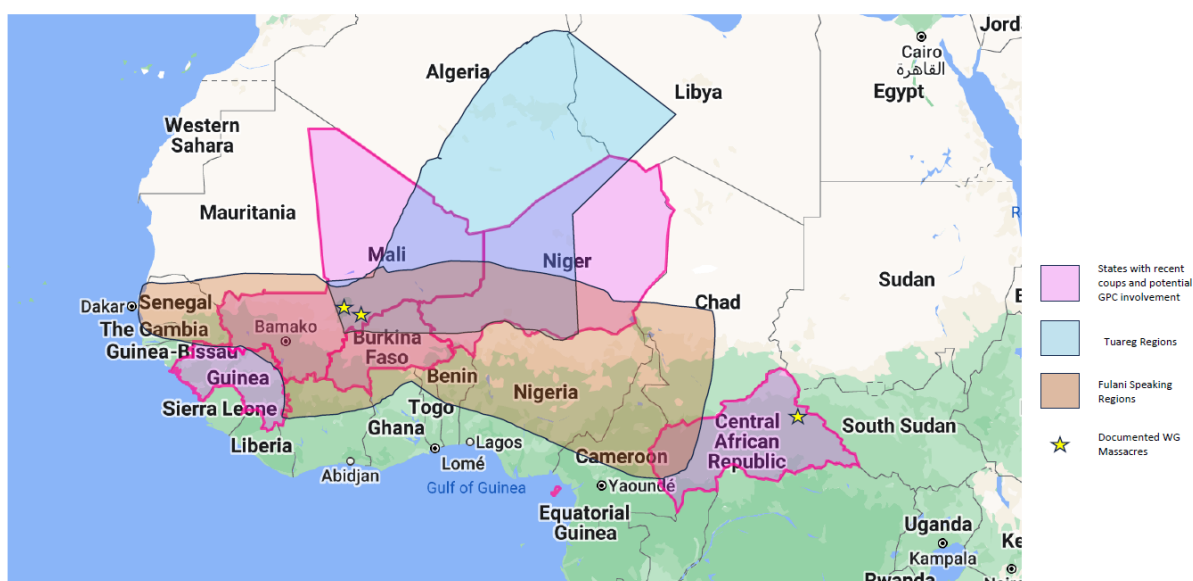 Jord
Cairo
القاهرة
Algeria
Libya
Egypt
Western
Sahara
Mauritania
R
Mali
Niger
Sudan
Chad
E
Dakar
Senegal
The Gambia
Bamako
Guinea-Bissau
Burkina
Faso
Guinea
Benin
Nigeria
Sierra Leone
Togo
Ghana
Central
African
Republic
South Sudan
Liberia
Lagos
Lomé
Cameroon
Abidjan
Gulf of Guinea
Yaoundé
Equatorial
Guinea
Uganda
Kampala
Ke
Rwanda
States with recent
coups and potential
GPC involvement
Tuareg Regions
Fulani Speaking
Regions
Documented WG
Massacres